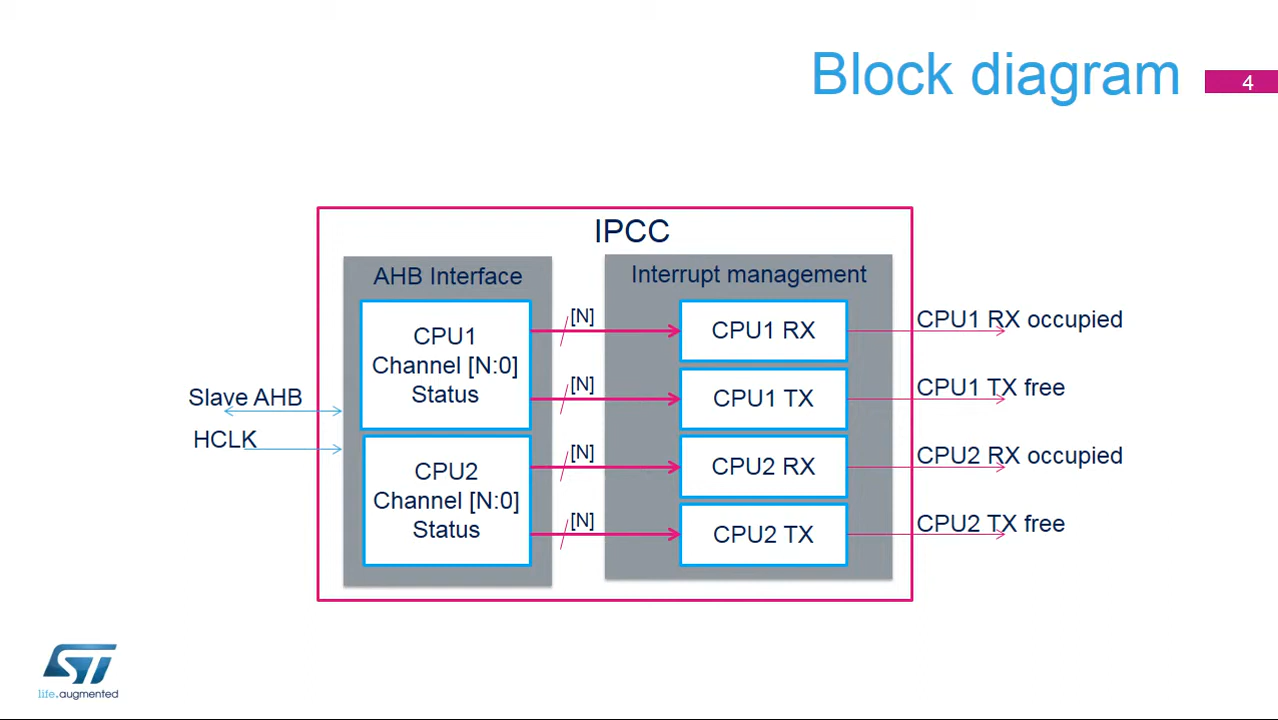 Block diagram
4
IPCC
AHB Interface
Interrupt management
CPU1
Channel [N:0]
Status
CPU2
Channel [N:0]
Status
[N]
[N]
[N]
[N]
CPU1 RX
CPU1 TX
CPU2 RX
CPU2 TX
Slave AHB
HCLK
CPU1 RX occupied
CPU1 TX free
CPU2 RX occupied
CPU2 TX free
ST
life.augmented